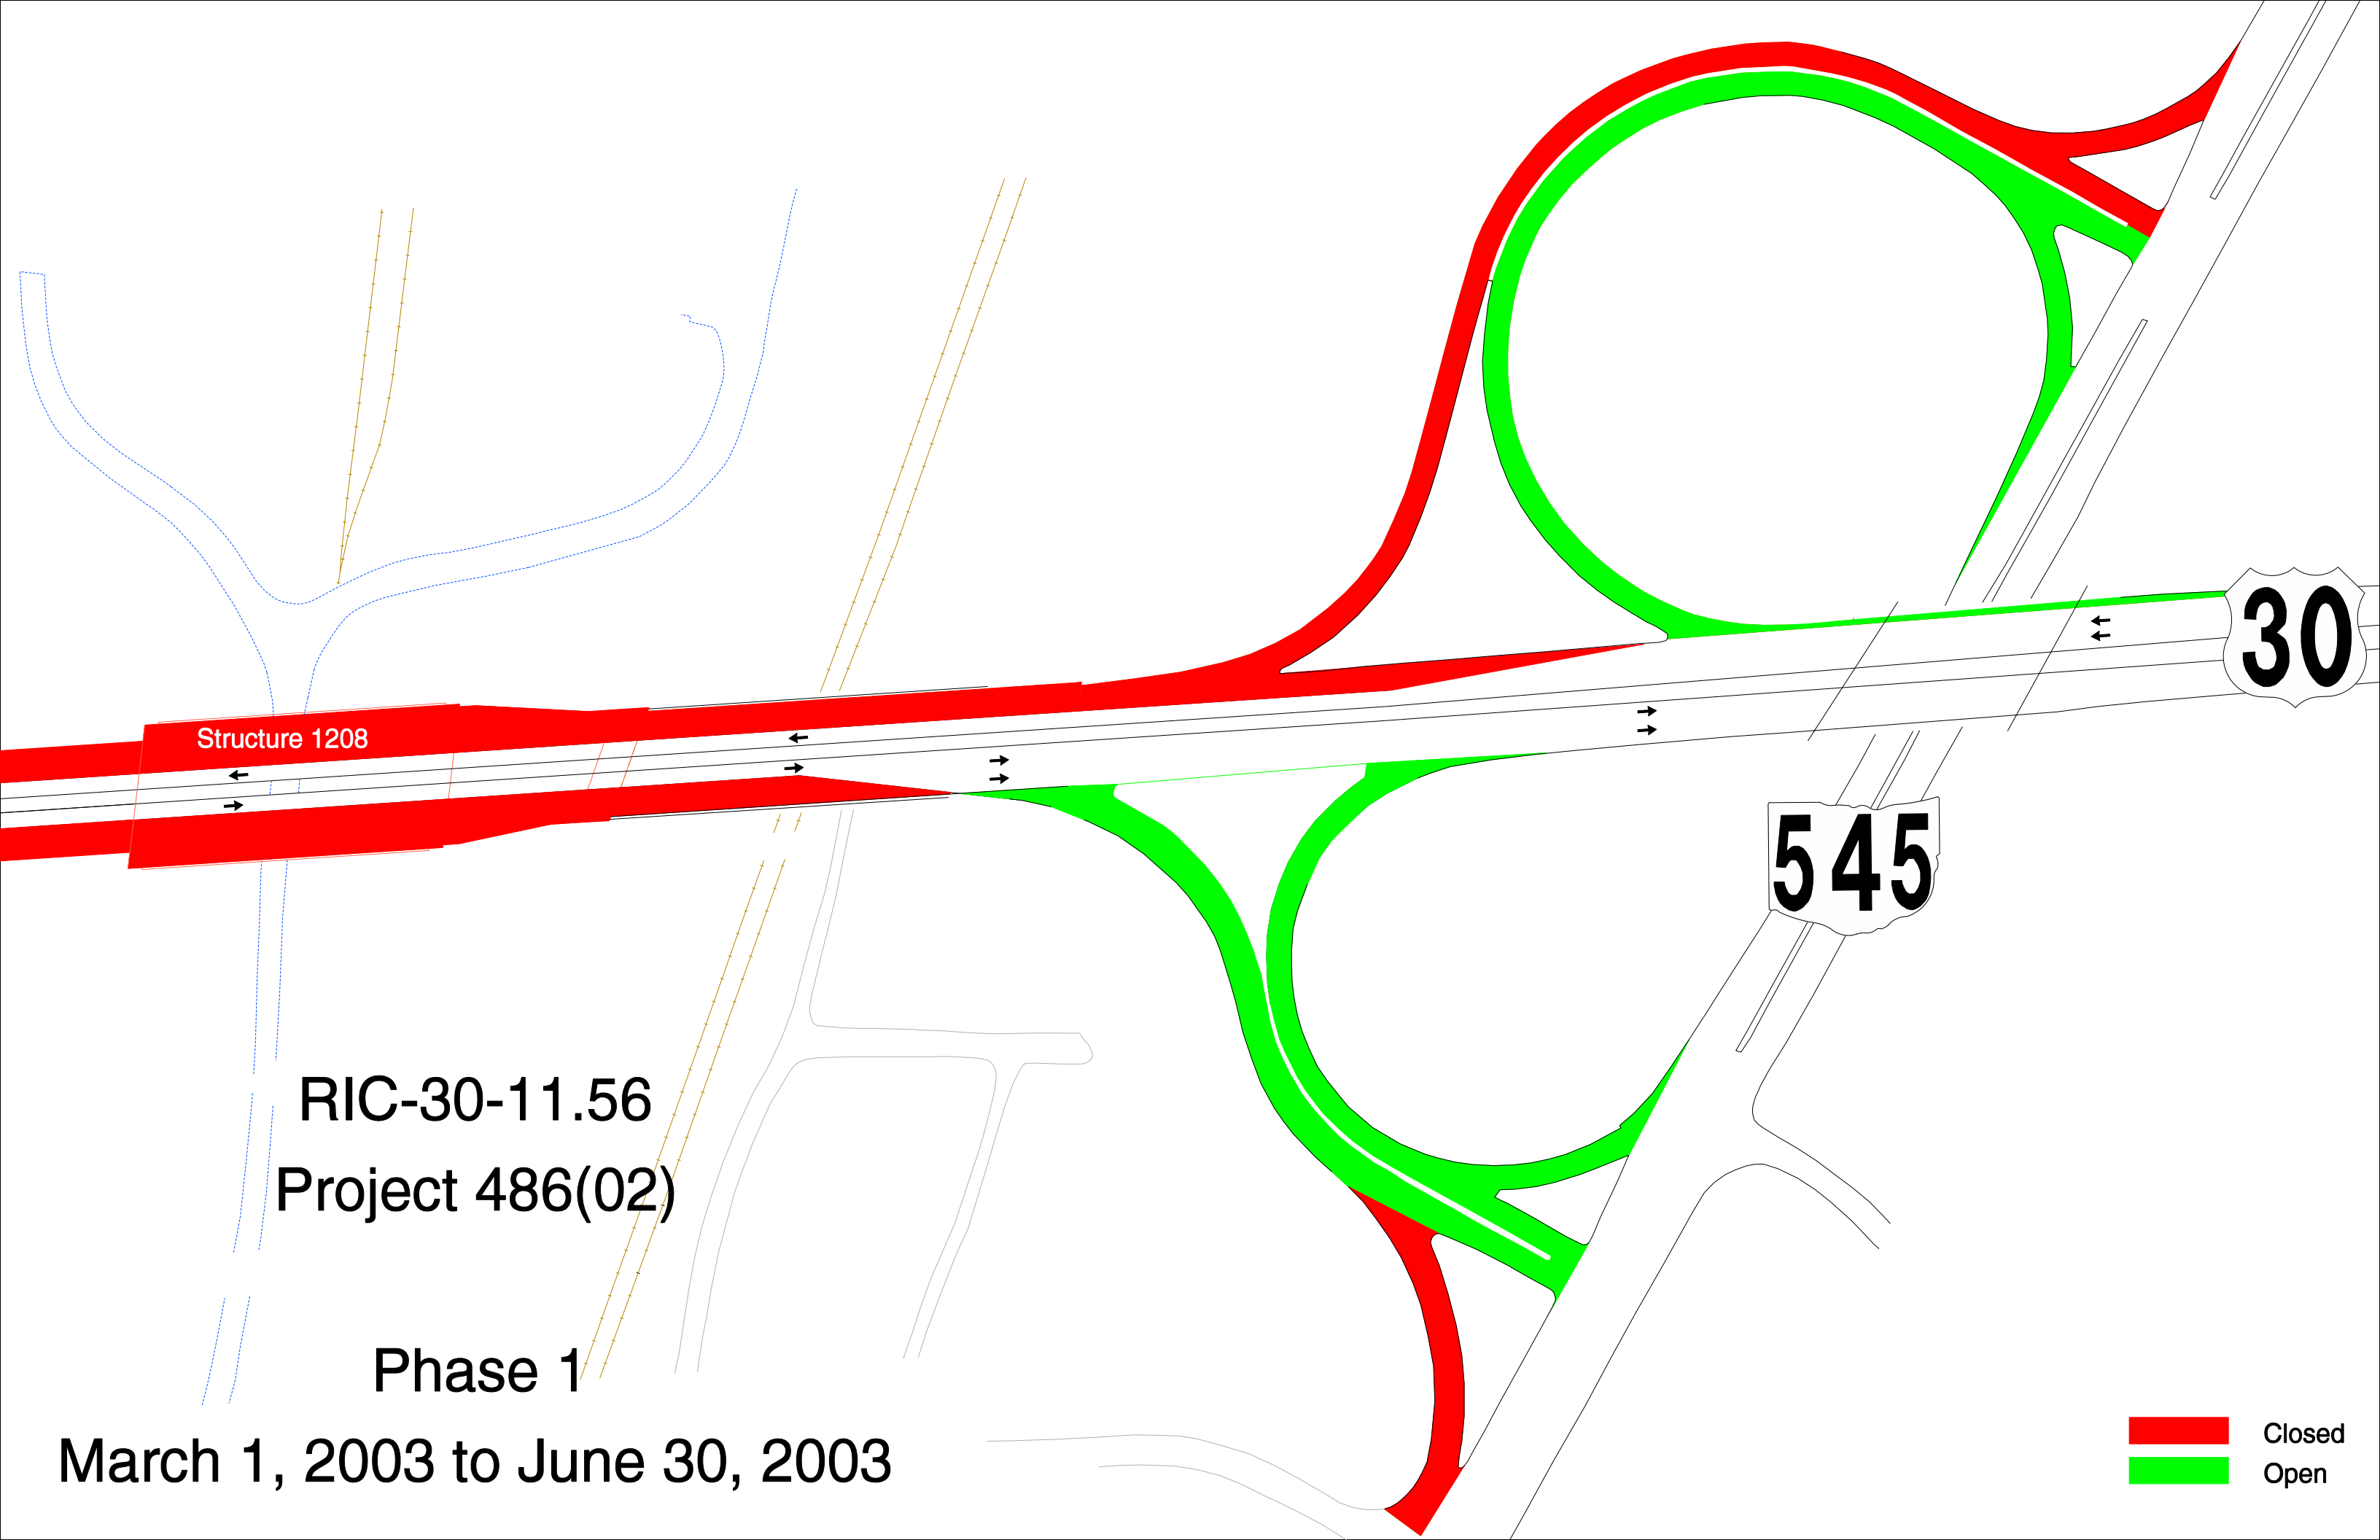 30
Structure 1208
545
RIC-30-11.56
Project 486(02)
Phase 1
March 1, 2003 to June 30, 2003
Closed
Open